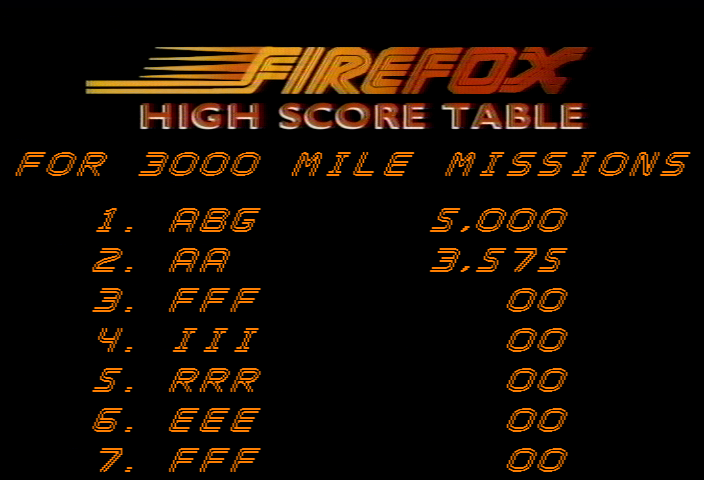 FIREFOX
HIGH SCORE TABLE
FOR 3000 MILE MISSIONS
1. ABG 5,000
2. AA 3,575
3. FFF 00
4. III 00
5. RRR 00
6. EEE 00
7. FFF 00